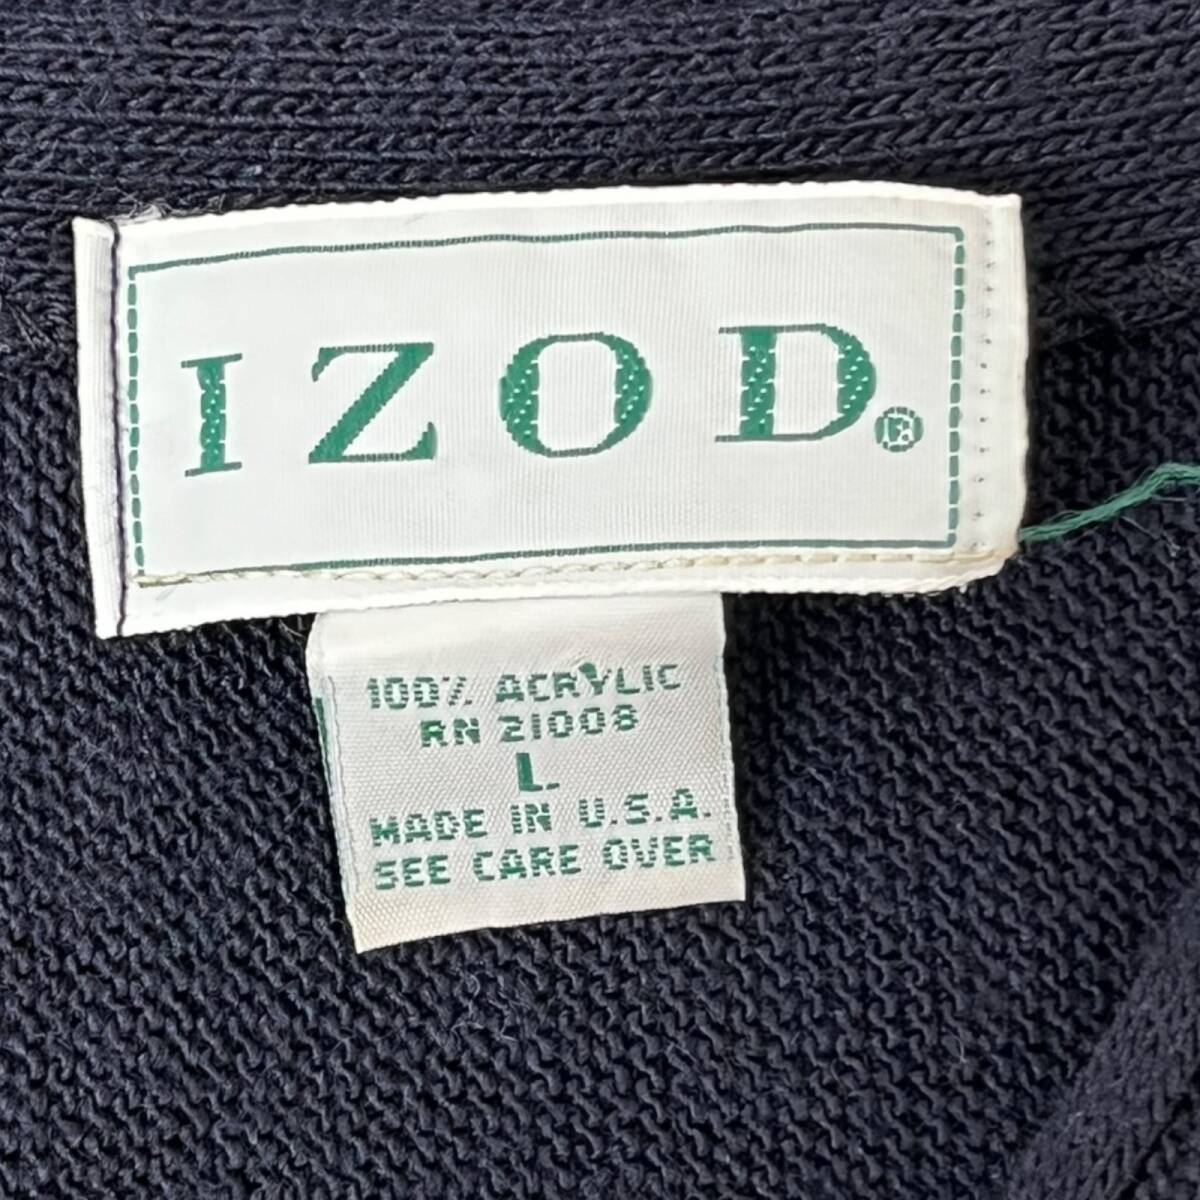 IZOD®
100% ACRYLIC
RN 21008
L.
MADE IN U.S.A.
SEE CARE OVER